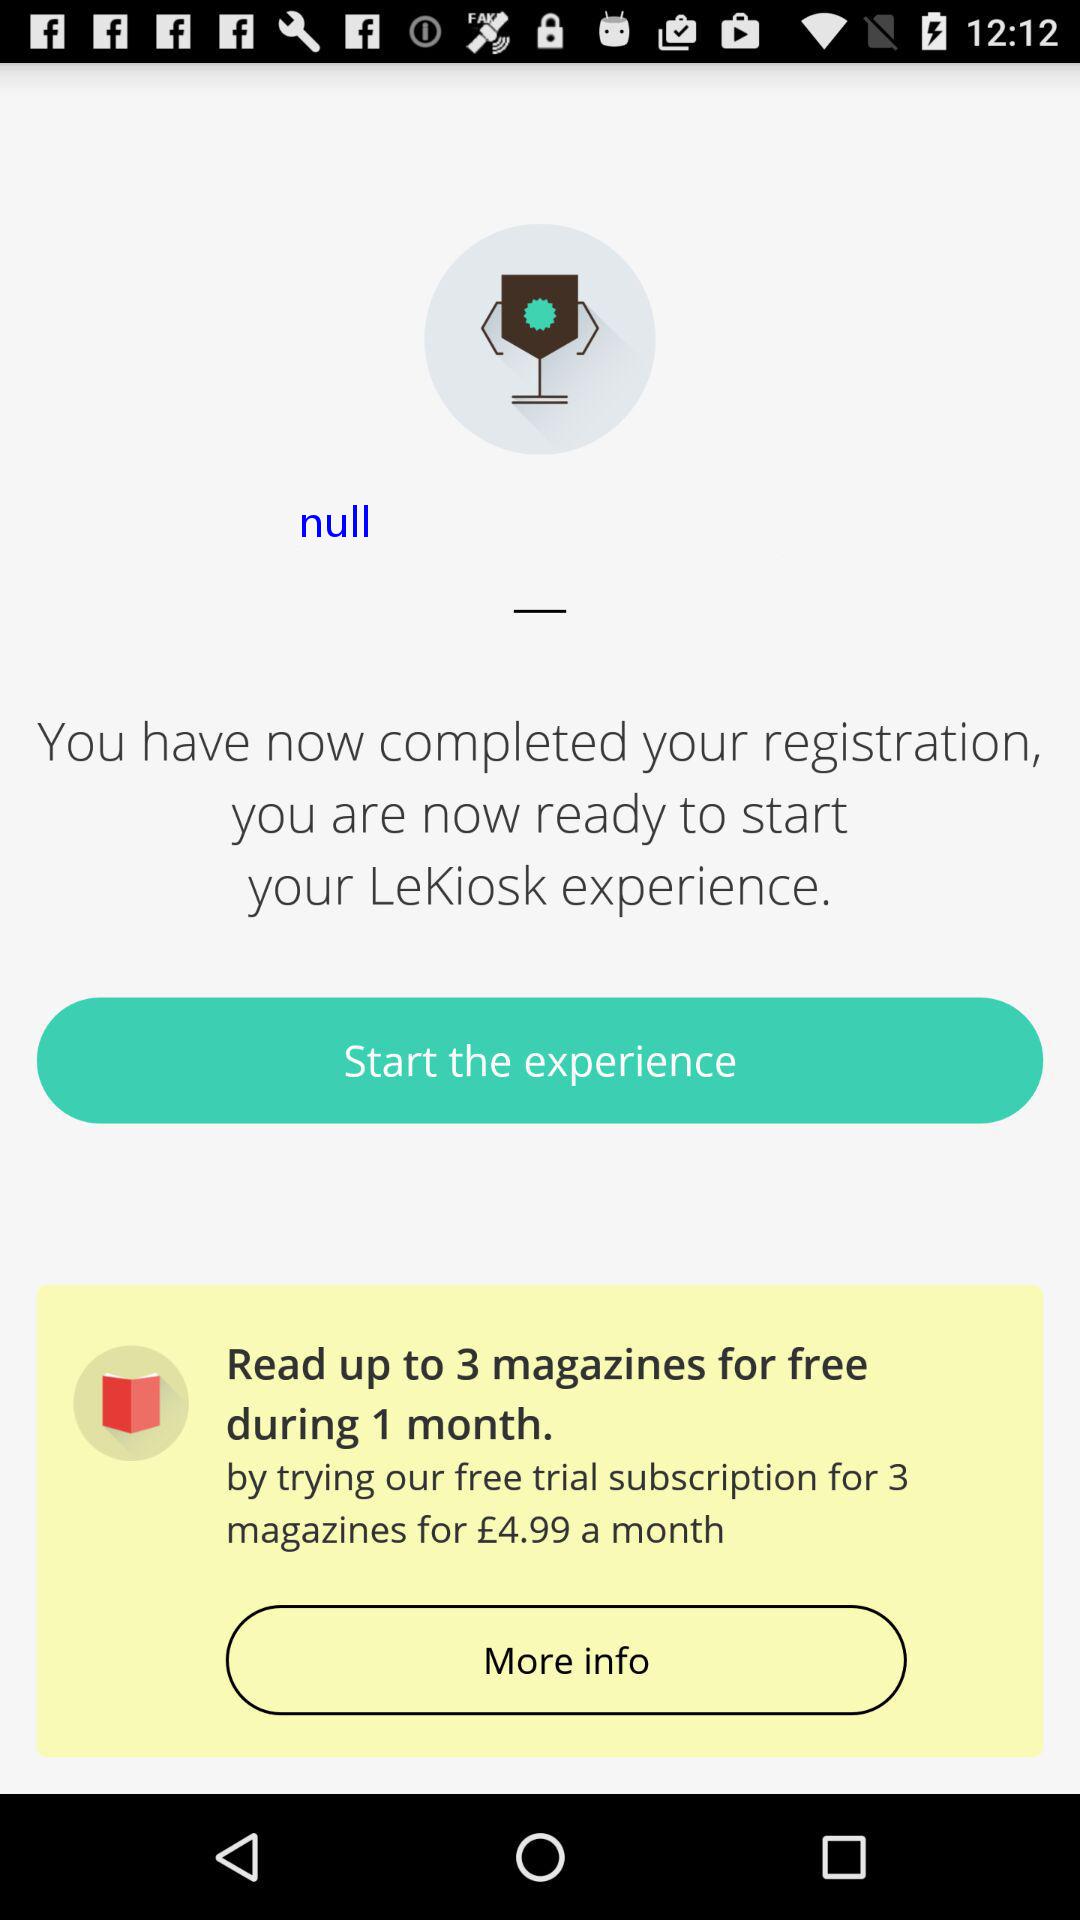 FAKE
12:12
null
You have now completed your registration,
you are now ready to start
your LeKiosk experience.
Start the experience
Read up to 3 magazines for free
during 1 month.
by trying our free trial subscription for 3
magazines for £4.99 a month
More info